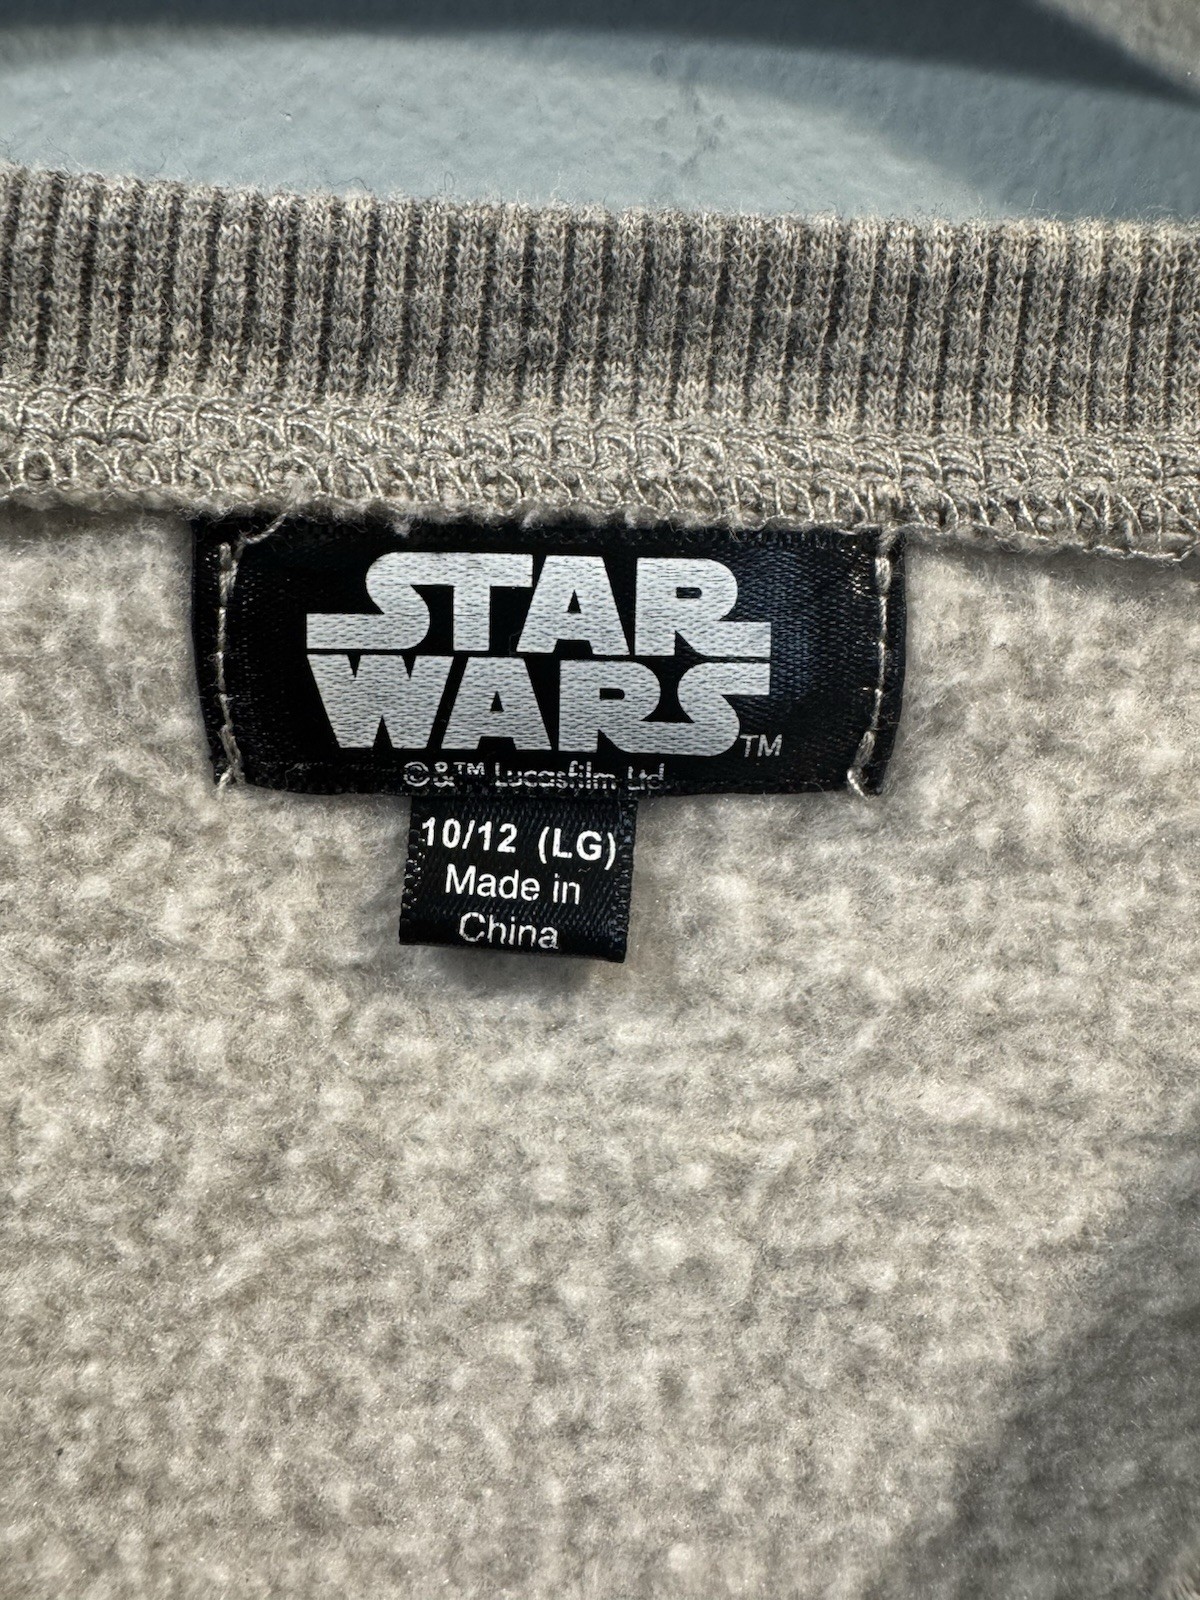 STAR
WARS TM
©&™ Lucasfilm Ltd.
10/12 (LG)
Made in
China